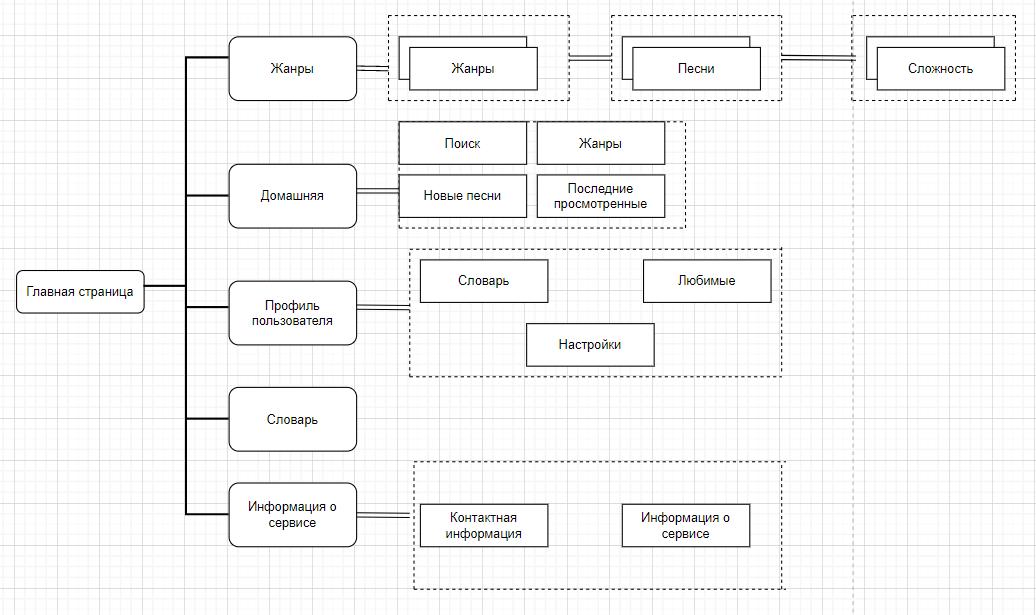 Жанры
Жанры
Песни
Сложность
Поиск
Жанры
Домашняя
Новые песни
Последние
просмотренные
Главная страница
Профиль
пользователя
Словарь
Любимые
Настройки
Словарь
Информация о
сервисе
Контактная
информация
Информация о
сервисе